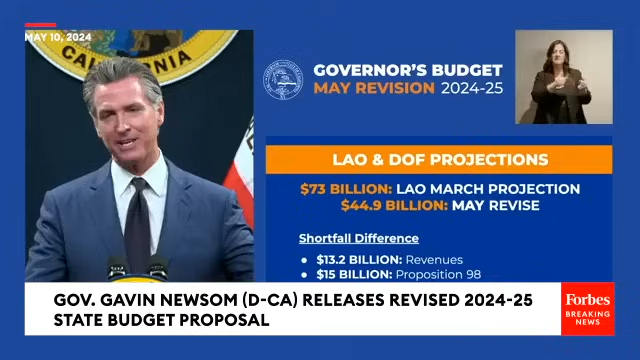 MAY 10, 2024
CALIFORNIA
GOVERNOR'S BUDGET
MAY REVISION 2024-25
LAO & DOF PROJECTIONS
$73 BILLION: LAO MARCH PROJECTION
$44.9 BILLION: MAY REVISE
Shortfall Difference
• $13.2 BILLION: Revenues
• $15 BILLION: Proposition 98
GOV. GAVIN NEWSOM (D-CA) RELEASES REVISED 2024-25
STATE BUDGET PROPOSAL
Forbes
BREAKING
NEWS